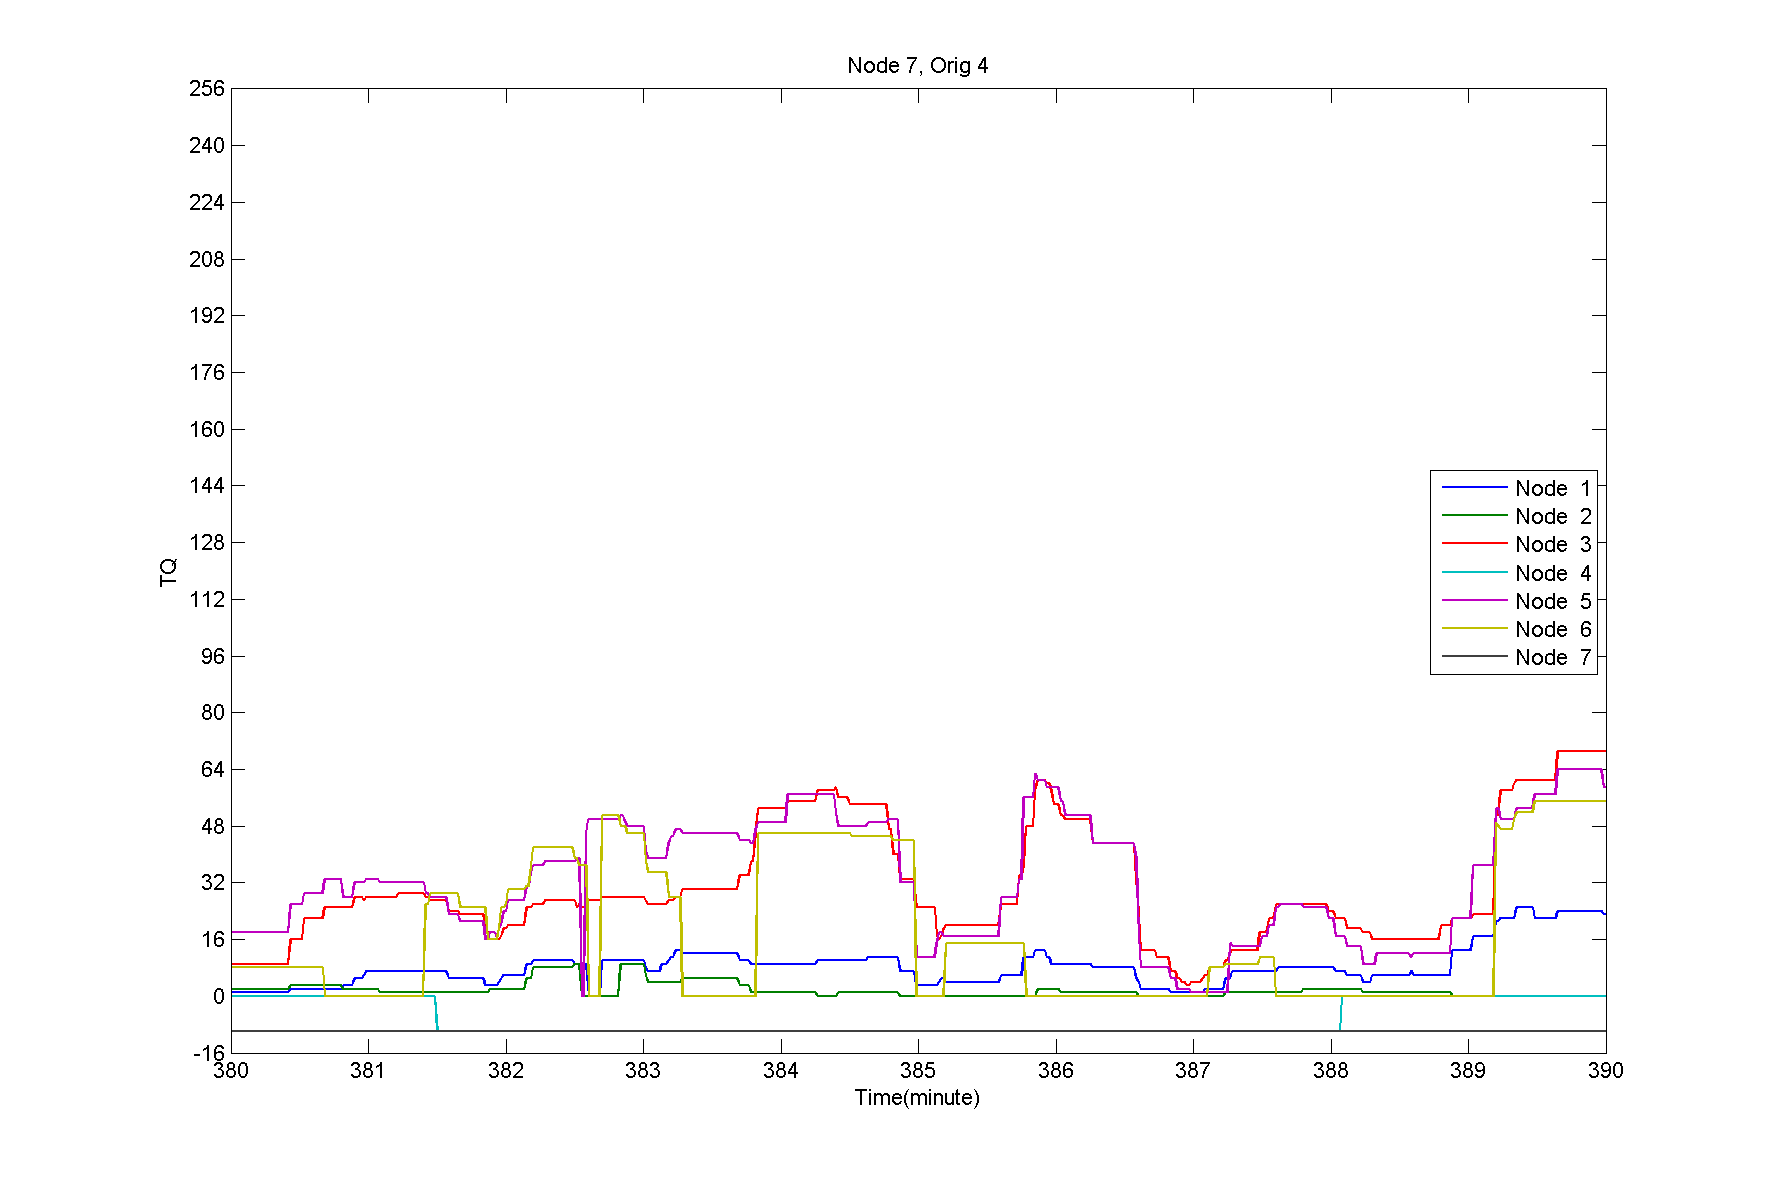 Node 7, Orig 4
256
240
224
208
192
176
160
144
128
112
96
80
64
48
32
16
0
-16
TQ
Node 1
Node 2
Node 3
Node 4
Node 5
Node 6
Node 7
380 381 382 383 384 385 386 387 388 389 390
Time(minute)